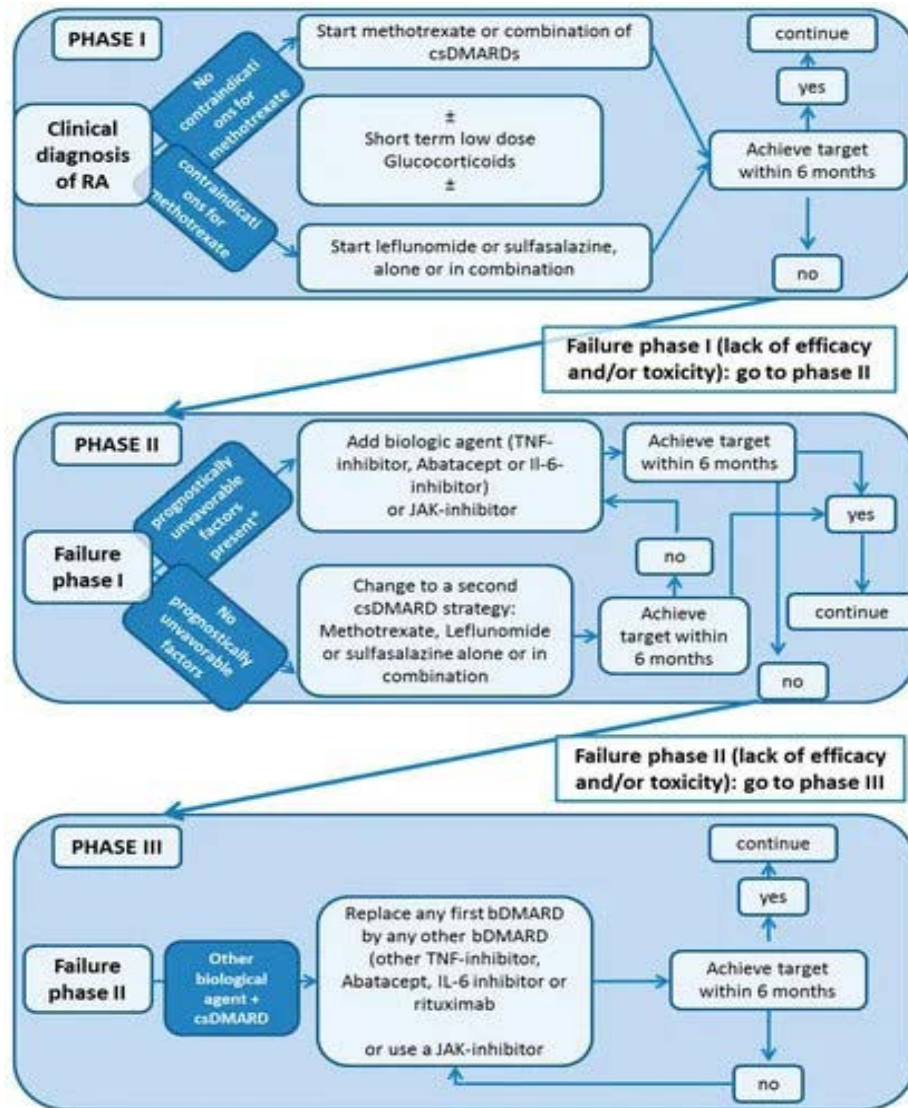 PHASE I
Clinical
diagnosis
of RA
No
contraindicati
ons for
methotrexate
contraindicati
ons for
methotrexate
Start methotrexate or combination of
csDMARDs
±
Short term low dose
Glucocorticoids
±
Start leflunomide or sulfasalazine,
alone or in combination
continue
yes
Achieve target
within 6 months
no
Failure phase I (lack of efficacy
and/or toxicity): go to phase II
PHASE II
Failure
phase I
prognostically
unvavorable
factors
present*
No
prognostically
unvavorable
factors
Add biologic agent (TNF-
inhibitor, Abatacept or Il-6-
inhibitor)
or JAK-inhibitor
Achieve target
within 6 months
yes
no
Change to a second
csDMARD strategy:
Methotrexate, Leflunomide
or sulfasalazine alone or in
combination
Achieve
target within
6 months
continue
no
Failure phase II (lack of efficacy
and/or toxicity): go to phase III
PHASE III
Failure
phase II
Other
biological
agent +
csDMARD
Replace any first bDMARD
by any other bDMARD
(other TNF-inhibitor,
Abatacept, IL-6 inhibitor or
rituximab
or use a JAK-inhibitor
continue
yes
Achieve target
within 6 months
no